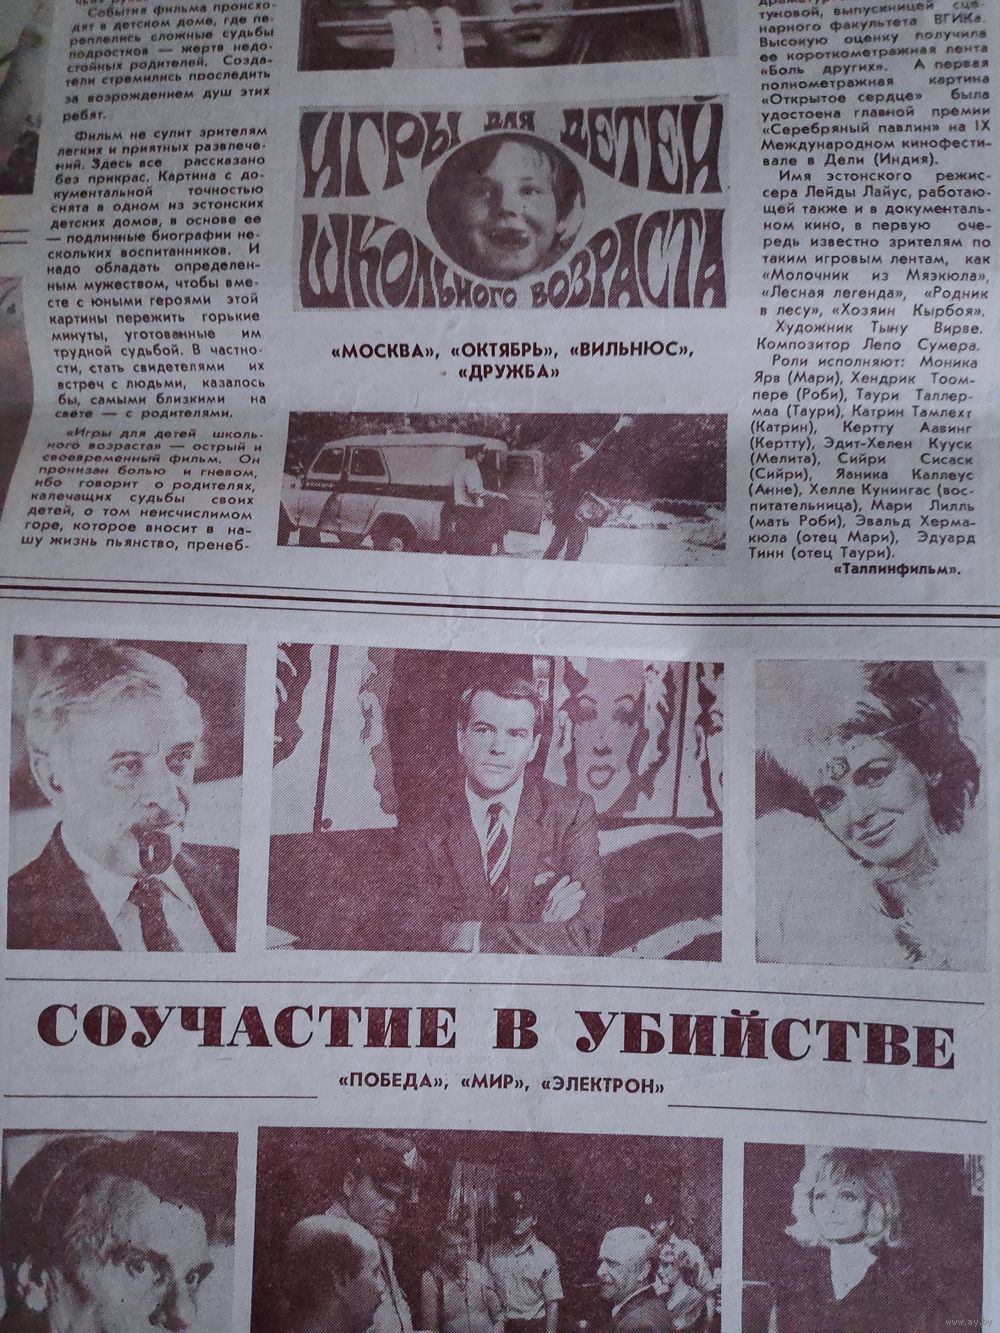 События фильма происхо-
дят в детском доме, где пе-
реплелись сложные судьбы
подростков — жертв недо-
стойных родителей. Созда-
тели стремились проследить
за возрождением душ этих
ребят.
Фильм не сулит зрителям
легких и приятных развлече-
ний. Здесь все рассказано
без прикрас. Картина с до-
кументальной точностью
снята в одном из эстонских
детских домов, в основе ее
— подлинные биографии не-
скольких воспитанников. И
надо обладать определен-
ным мужеством, чтобы вме-
сте с юными героями этой
картины пережить горькие
минуты, уготованные им
трудной судьбой. В частно-
сти, стать свидетелями их
встреч с людьми, казалось
бы, самыми близкими на
свете — с родителями.
«Игры для детей школь-
ного возраста» — острый и
своевременный фильм. Он
пронизан болью и гневом,
ибо говорит о родителях,
калечащих судьбы своих
детей, о том неисчислимом
горе, которое вносит в на-
шу жизнь пьянство, пренеб-
ИГРЫ ДЛЯ ДЕТЕЙ
ШКОЛЬНОГО ВОЗРАСТА
«МОСКВА», «ОКТЯБРЬ», «ВИЛЬНЮС»,
«ДРУЖБА»
туновой, выпускницей сце-
нарного факультета ВГИКа.
Высокую оценку получила
ее короткометражная лента
«Боль других». А первая
полнометражная картина
«Открытое сердце» была
удостоена главной премии
«Серебряный павлин» на IX
Международном кинофести-
вале в Дели (Индия).
Имя эстонского режис-
сера Лейды Лайус, работаю-
щей также и в документаль-
ном кино, в первую оче-
редь известно зрителям по
таким игровым лентам, как
«Молочник из Мяэкюла»,
«Лесная легенда», «Родник
в лесу», «Хозяин Кырбоя».
Художник Тыну Вирве.
Композитор Лепо Сумера.
Роли исполняют: Моника
Ярв (Мари), Хендрик Тоом-
пере (Роби), Таури Таллер-
маа (Таури), Катрин Тамлехт
(Катрин), Кертту Аавинг
(Кертту), Эдит-Хелен Кууск
(Мелита), Сийри Сисаск
(Сийри), Яаника Каллеус
(Анне), Хелле Кунингас (вос-
питательница), Мари Лилль
(мать Роби), Эвальд Херма-
кюла (отец Мари), Эдуард
Тинн (отец Таури).
«Таллинфильм».
СОУЧАСТИЕ В УБИЙСТВЕ
«ПОБЕДА», «МИР», «ЭЛЕКТРОН»
www.ay.by